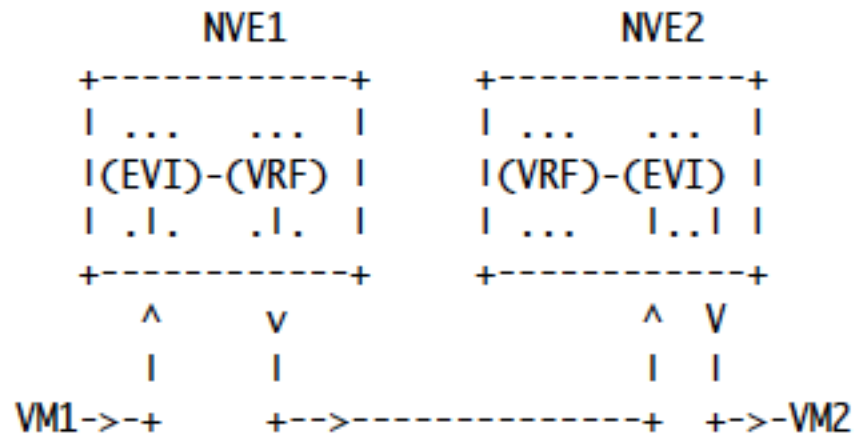 NVE1                        NVE2
      +------------+         +------------+
      | ...   ...  |         | ...   ...  |
      |(EVI)-(VRF) |         |(VRF)-(EVI) |
      | .|.   .|.  |         | ...   |..| |
      +------------+         +------------+
         ^     v                     ^  V
         |     |                     |  |
 VM1->-+     +-->--------------+  +->-VM2